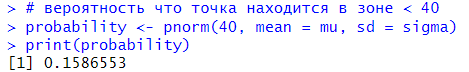 > # вероятность что точка находится в зоне < 40
> probability <- pnorm(40, mean = mu, sd = sigma)
> print(probability)
[1] 0.1586553